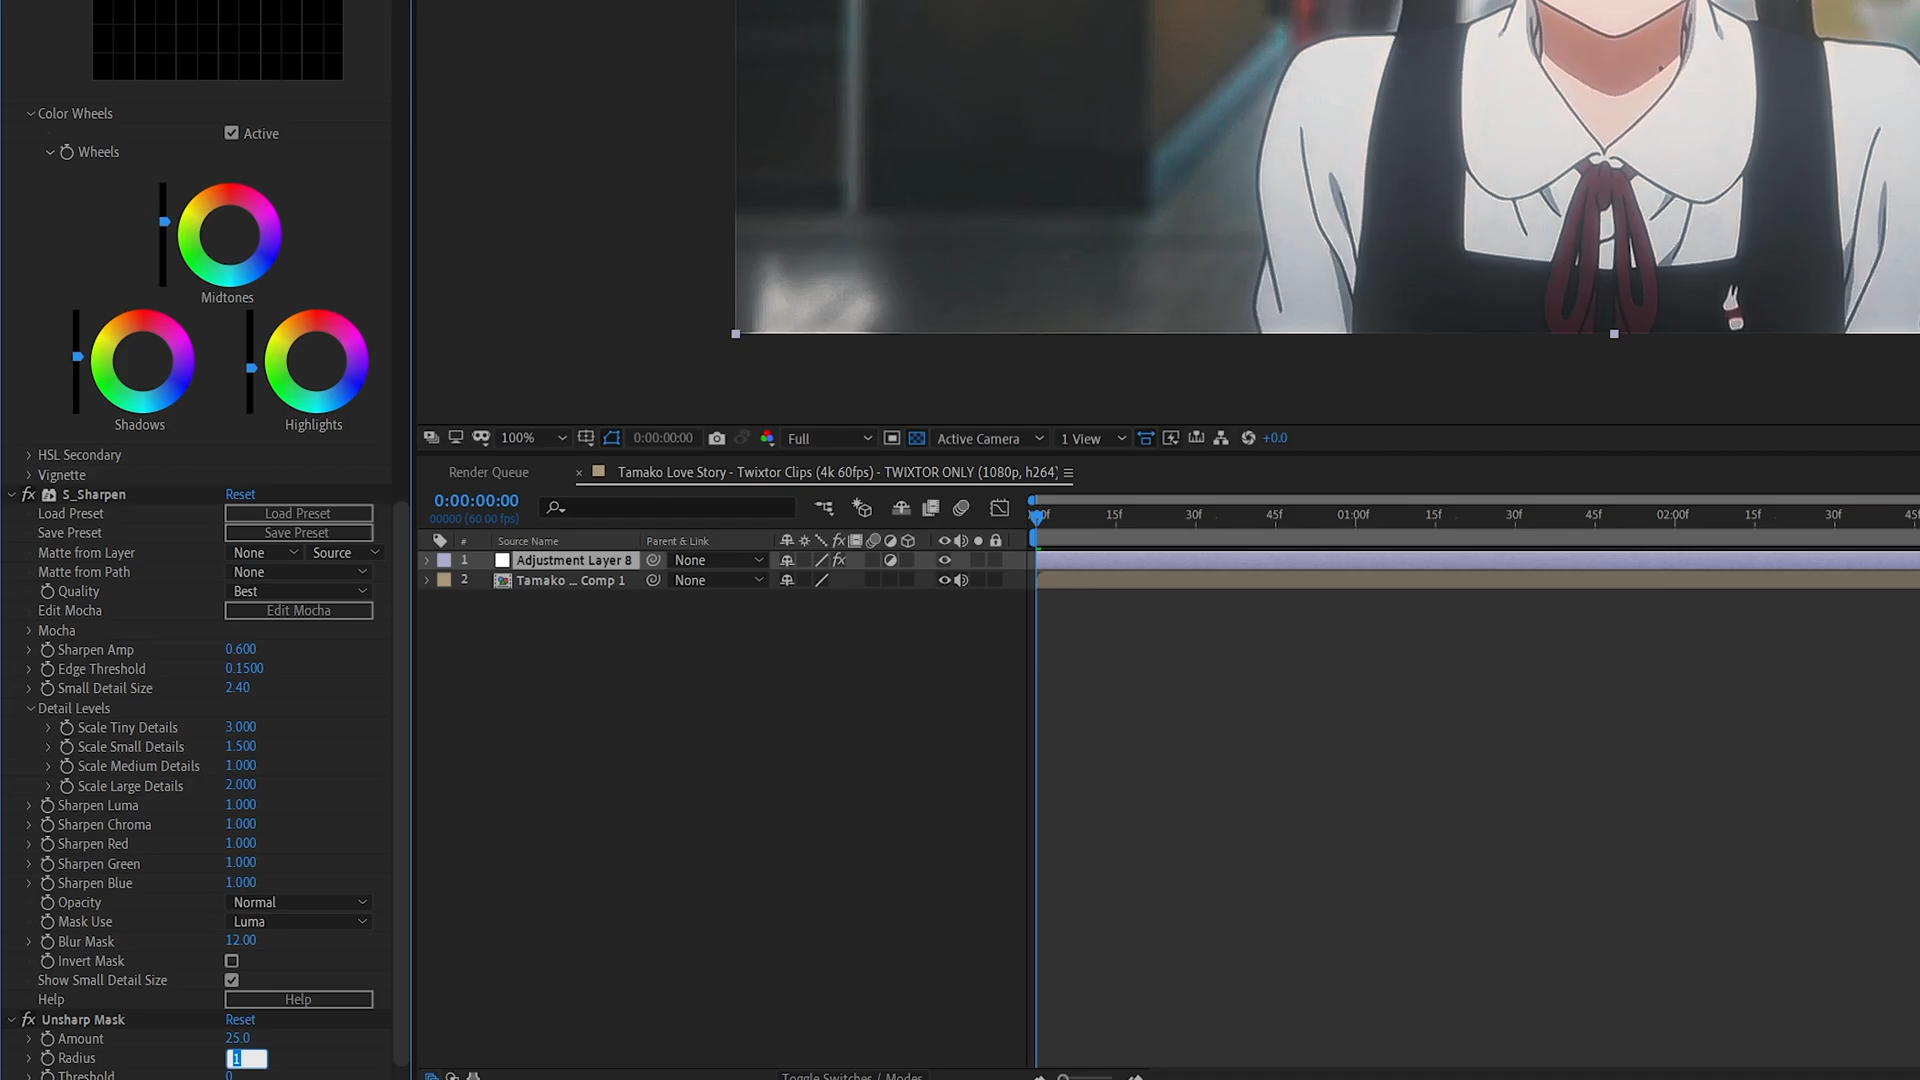 Color Wheels
Active
Wheels
Midtones
Shadows
Highlights
HSL Secondary
Vignette
fx S_Sharpen Reset
Load Preset Load Preset
Save Preset Save Preset
Matte from Layer None Source
Matte from Path None
Quality Best
Edit Mocha Edit Mocha
Mocha
Sharpen Amp 0.600
Edge Threshold 0.1500
Small Detail Size 2.40
Detail Levels
Scale Tiny Details 3.000
Scale Small Details 1.500
Scale Medium Details 1.000
Scale Large Details 2.000
Sharpen Luma 1.000
Sharpen Chroma 1.000
Sharpen Red 1.000
Sharpen Green 1.000
Sharpen Blue 1.000
Opacity Normal
Mask Use Luma
Blur Mask 12.00
Invert Mask
Show Small Detail Size
Help Help
fx Unsharp Mask Reset
Amount 25.0
Radius 1
Threshold 0
100% 0:00:00:00 Full Active Camera 1 View +0.0
Render Queue × Tamako Love Story - Twixtor Clips (4k 60fps) - TWIXTOR ONLY (1080p, h264)
0:00:00:00
00000 (60.00 fps)
15f 30f 45f 01:00f 15f 30f 45f 02:00f 15f 30f 45f
# Source Name Parent & Link fx
1 Adjustment Layer 8 None fx
2 Tamako ... Comp 1 None
Toggle Switches / Modes